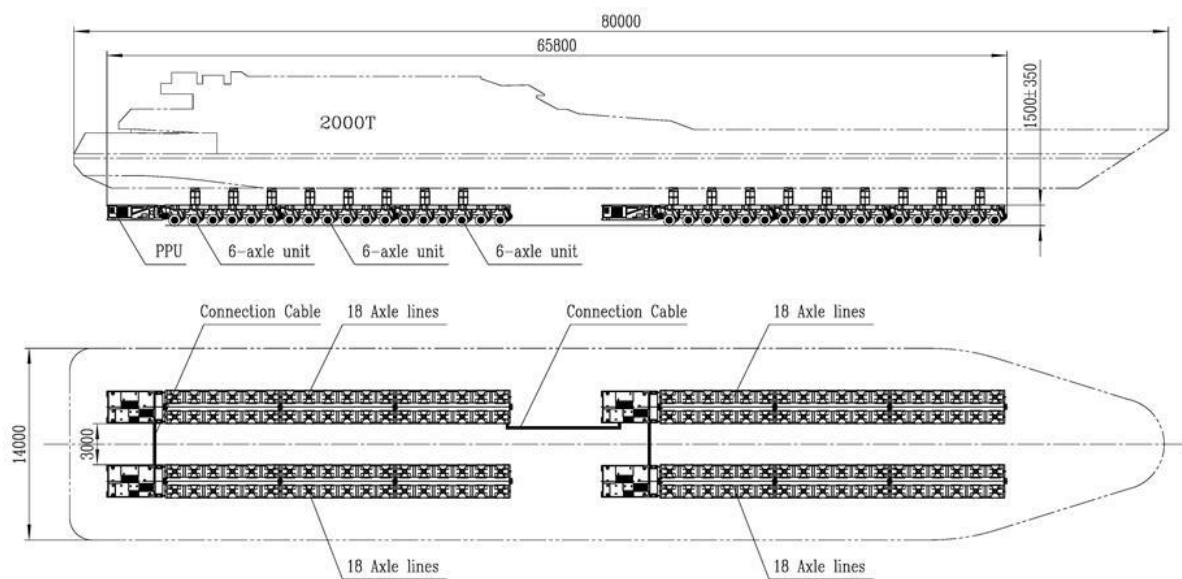 80000
65800
1500±350
2000T
PPU
6-axle unit
6-axle unit
6-axle unit
Connection Cable
18 Axle lines
Connection Cable
18 Axle lines
14000
3000
18 Axle lines
18 Axle lines